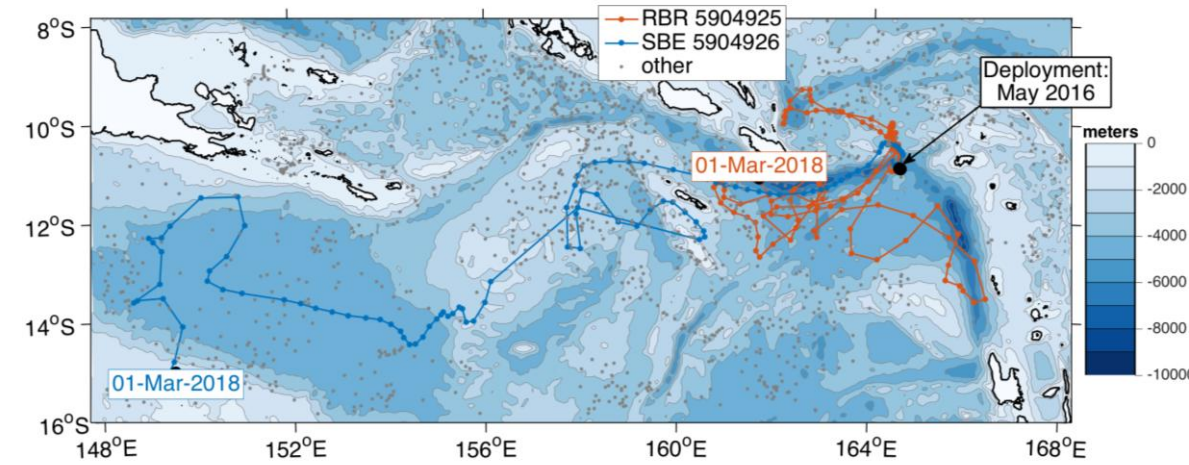 8°S
10°S
12°S
14°S
16°S
148°E
152°E
156°E
160°E
164°E
168°E
RBR 5904925
SBE 5904926
other
Deployment:
May 2016
01-Mar-2018
01-Mar-2018
meters
0
-2000
-4000
-6000
-8000
-10000